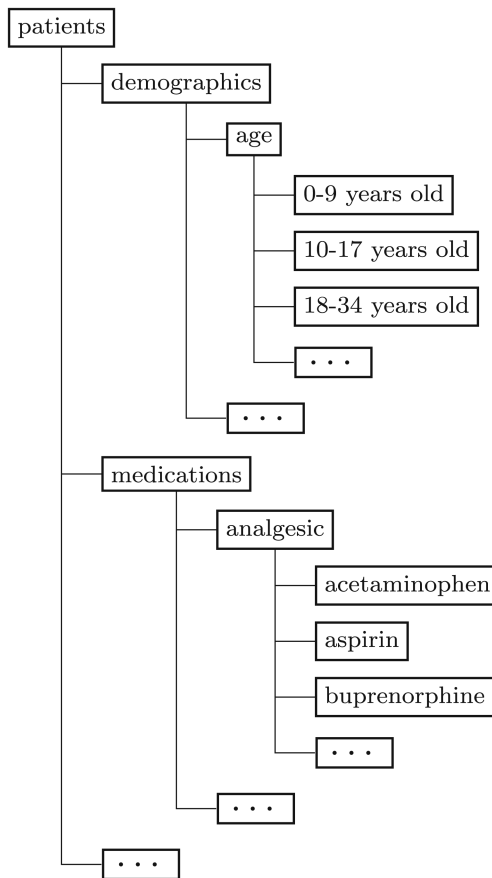 patients
demographics
age
0-9 years old
10-17 years old
18-34 years old
...
...
medications
analgesic
acetaminophen
aspirin
buprenorphine
...
...
...